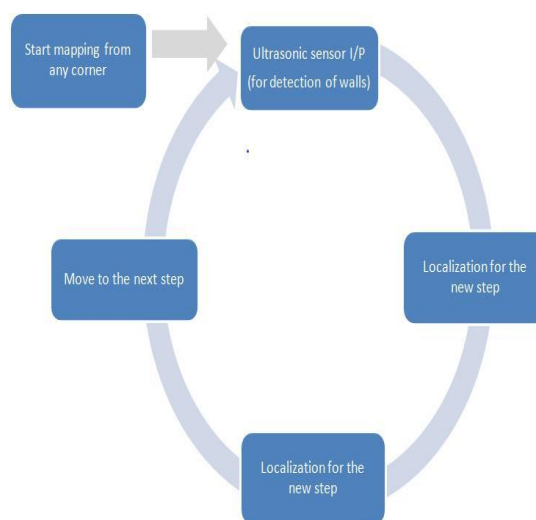 Start mapping from
any corner
Ultrasonic sensor I/P
(for detection of walls)
Localization for the
new step
Localization for the
new step
Move to the next step